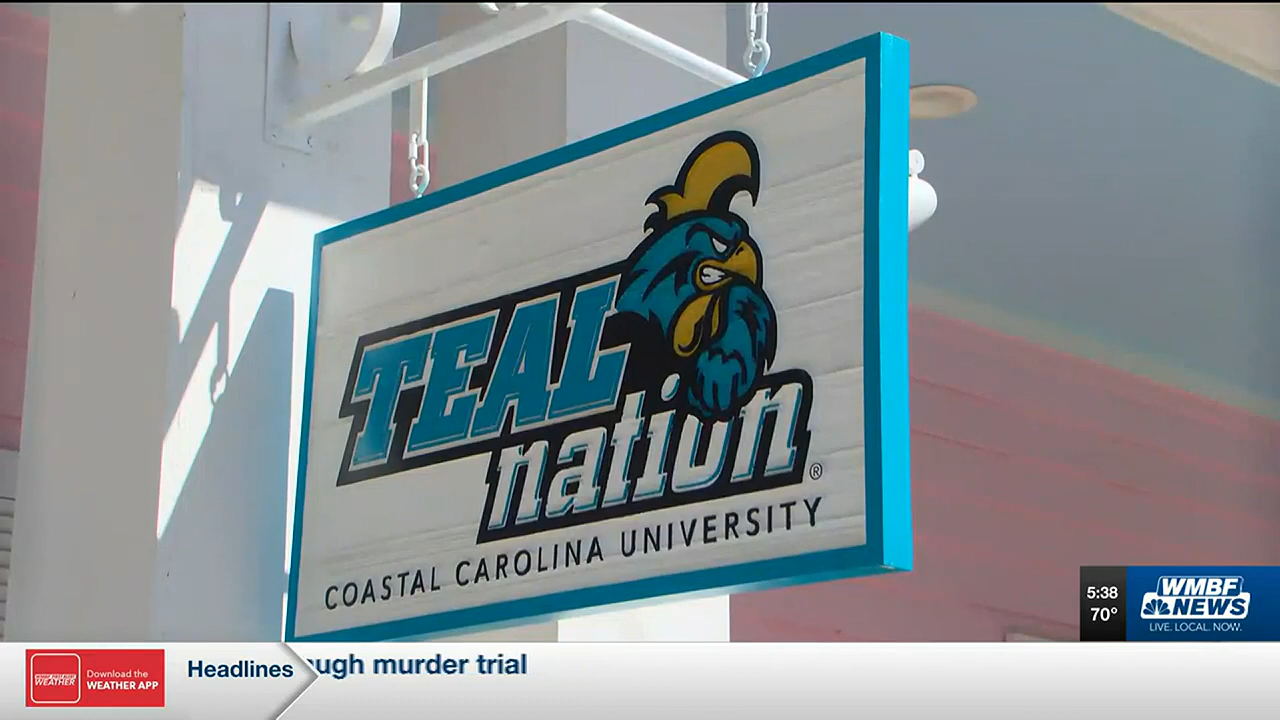 TEAL
nation
®
COASTAL CAROLINA UNIVERSITY
5:38
70°
WMBF
NEWS
LIVE. LOCAL. NOW.
Download the
WEATHER APP
Headlines
ugh murder trial